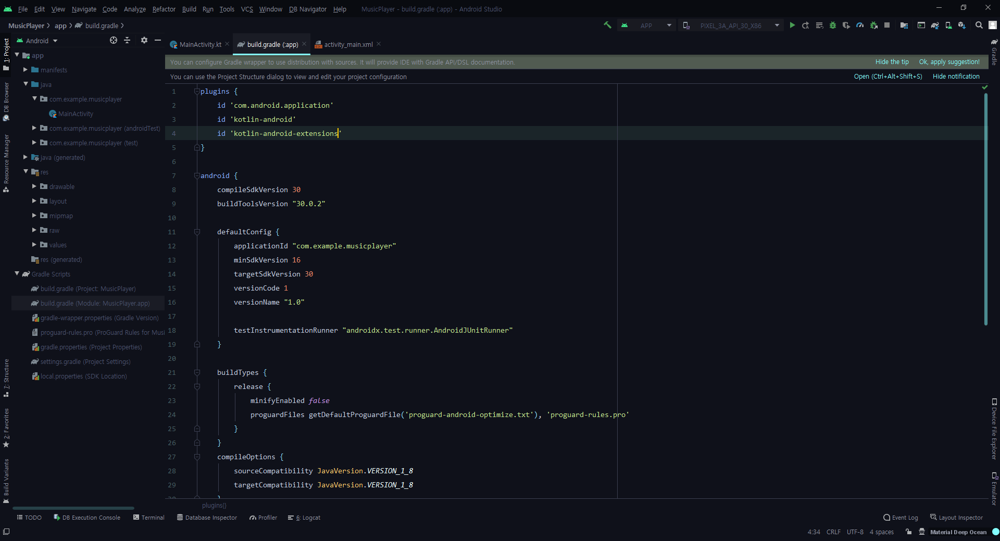 File Edit View Navigate Code Analyze Refactor Build Run Tools VCS Window DB Navigator Help MusicPlayer - build.gradle (:app) - Android Studio
MusicPlayer app build.gradle APP PIXEL_3A_API_30_X86
Android
MainActivity.kt build.gradle (:app) activity_main.xml
You can configure Gradle wrapper to use distribution with sources. It will provide IDE with Gradle API/DSL documentation. Hide the tip Ok, apply suggestion!
You can use the Project Structure dialog to view and edit your project configuration Open (Ctrl+Alt+Shift+S) Hide notification
1: Project
DB Browser
Resource Manager
7: Structure
2: Favorites
Build Variants
app
manifests
java
com.example.musicplayer
MainActivity
com.example.musicplayer (androidTest)
com.example.musicplayer (test)
java (generated)
res
drawable
layout
mipmap
raw
values
res (generated)
Gradle Scripts
build.gradle (Project: MusicPlayer)
build.gradle (Module: MusicPlayer.app)
gradle-wrapper.properties (Gradle Version)
proguard-rules.pro (ProGuard Rules for Musi
gradle.properties (Project Properties)
settings.gradle (Project Settings)
local.properties (SDK Location)
1 plugins {
2 id 'com.android.application'
3 id 'kotlin-android'
4 id 'kotlin-android-extensions'
5 }
6
7 android {
8 compileSdkVersion 30
9 buildToolsVersion "30.0.2"
10
11 defaultConfig {
12 applicationId "com.example.musicplayer"
13 minSdkVersion 16
14 targetSdkVersion 30
15 versionCode 1
16 versionName "1.0"
17
18 testInstrumentationRunner "androidx.test.runner.AndroidJUnitRunner"
19 }
20
21 buildTypes {
22 release {
23 minifyEnabled false
24 proguardFiles getDefaultProguardFile('proguard-android-optimize.txt'), 'proguard-rules.pro'
25 }
26 }
27 compileOptions {
28 sourceCompatibility JavaVersion.VERSION_1_8
29 targetCompatibility JavaVersion.VERSION_1_8
30 }
plugins{}
Gradle
Device File Explorer
Emulator
TODO DB Execution Console Terminal Database Inspector Profiler 6: Logcat Event Log Layout Inspector
4:34 CRLF UTF-8 4 spaces Material Deep Ocean